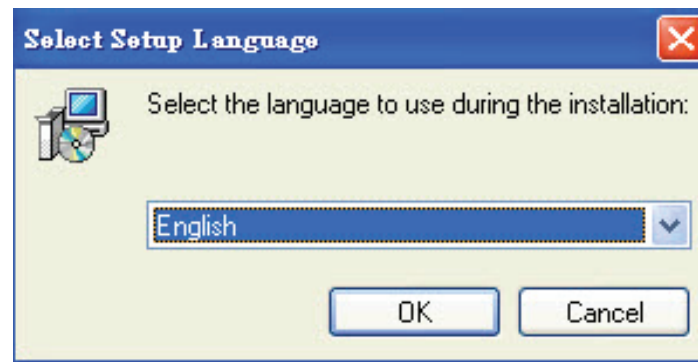 Select Setup Language
Select the language to use during the installation:
English
OK
Cancel